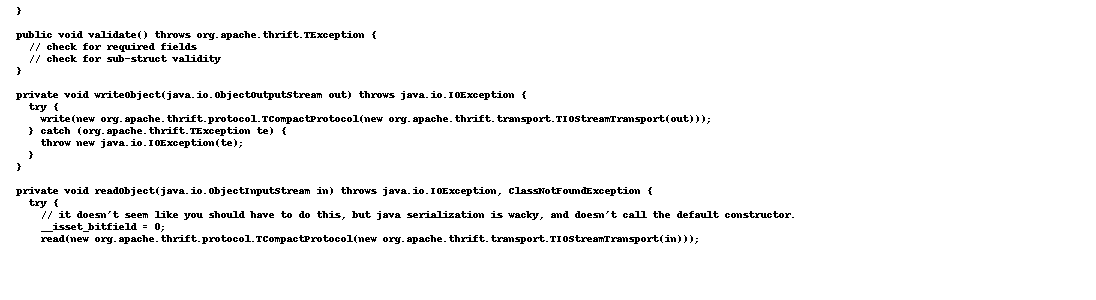 }

public void validate() throws org.apache.thrift.TException {
  // check for required fields
  // check for sub-struct validity
}

private void writeObject(java.io.ObjectOutputStream out) throws java.io.IOException {
  try {
    write(new org.apache.thrift.protocol.TCompactProtocol(new org.apache.thrift.transport.TIOStreamTransport(out)));
  } catch (org.apache.thrift.TException te) {
    throw new java.io.IOException(te);
  }
}

private void readObject(java.io.ObjectInputStream in) throws java.io.IOException, ClassNotFoundException {
  try {
    // it doesn't seem like you should have to do this, but java serialization is wacky, and doesn't call the default constructor.
    __isset_bitfield = 0;
    read(new org.apache.thrift.protocol.TCompactProtocol(new org.apache.thrift.transport.TIOStreamTransport(in)));